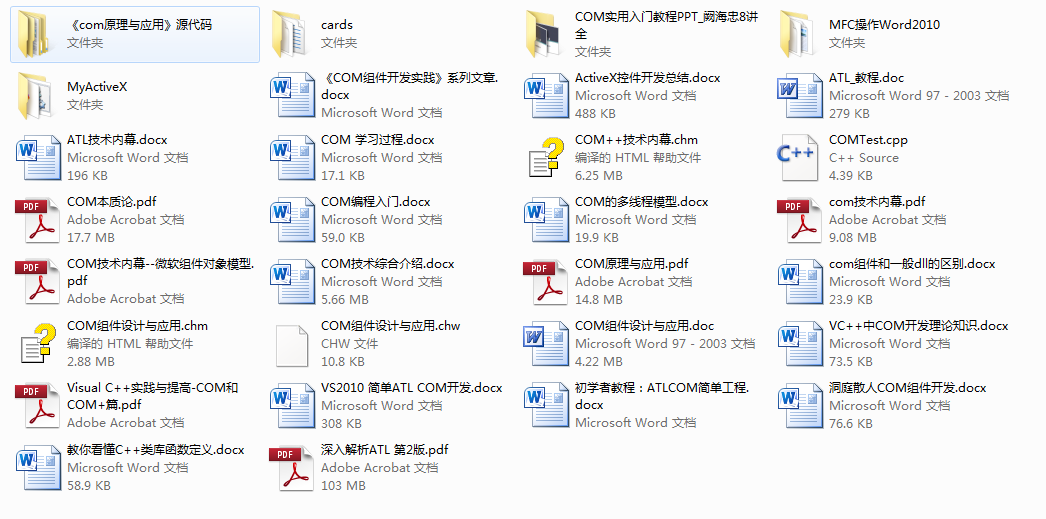 《com原理与应用》源代码
文件夹
cards
文件夹
COM实用入门教程PPT_阙海忠8讲
全
文件夹
MFC操作Word2010
文件夹
MyActiveX
文件夹
《COM组件开发实践》系列文章.
docx
Microsoft Word 文档
ActiveX控件开发总结.docx
Microsoft Word 文档
488 KB
ATL_教程.doc
Microsoft Word 97 - 2003 文档
279 KB
ATL技术内幕.docx
Microsoft Word 文档
196 KB
COM 学习过程.docx
Microsoft Word 文档
17.1 KB
COM++技术内幕.chm
编译的 HTML 帮助文件
6.25 MB
COMTest.cpp
C++ Source
4.39 KB
COM本质论.pdf
Adobe Acrobat 文档
17.7 MB
COM编程入门.docx
Microsoft Word 文档
59.0 KB
COM的多线程模型.docx
Microsoft Word 文档
19.9 KB
com技术内幕.pdf
Adobe Acrobat 文档
9.08 MB
COM技术内幕--微软组件对象模型.
pdf
Adobe Acrobat 文档
COM技术综合介绍.docx
Microsoft Word 文档
5.66 MB
COM原理与应用.pdf
Adobe Acrobat 文档
14.8 MB
com组件和一般dll的区别.docx
Microsoft Word 文档
23.9 KB
COM组件设计与应用.chm
编译的 HTML 帮助文件
2.88 MB
COM组件设计与应用.chw
CHW 文件
10.8 KB
COM组件设计与应用.doc
Microsoft Word 97 - 2003 文档
4.22 MB
VC++中COM开发理论知识.docx
Microsoft Word 文档
73.5 KB
Visual C++实践与提高-COM和
COM+篇.pdf
Adobe Acrobat 文档
VS2010 简单ATL COM开发.docx
Microsoft Word 文档
308 KB
初学者教程：ATLCOM简单工程.
docx
Microsoft Word 文档
洞庭散人COM组件开发.docx
Microsoft Word 文档
76.6 KB
教你看懂C++类库函数定义.docx
Microsoft Word 文档
58.9 KB
深入解析ATL 第2版.pdf
Adobe Acrobat 文档
103 MB